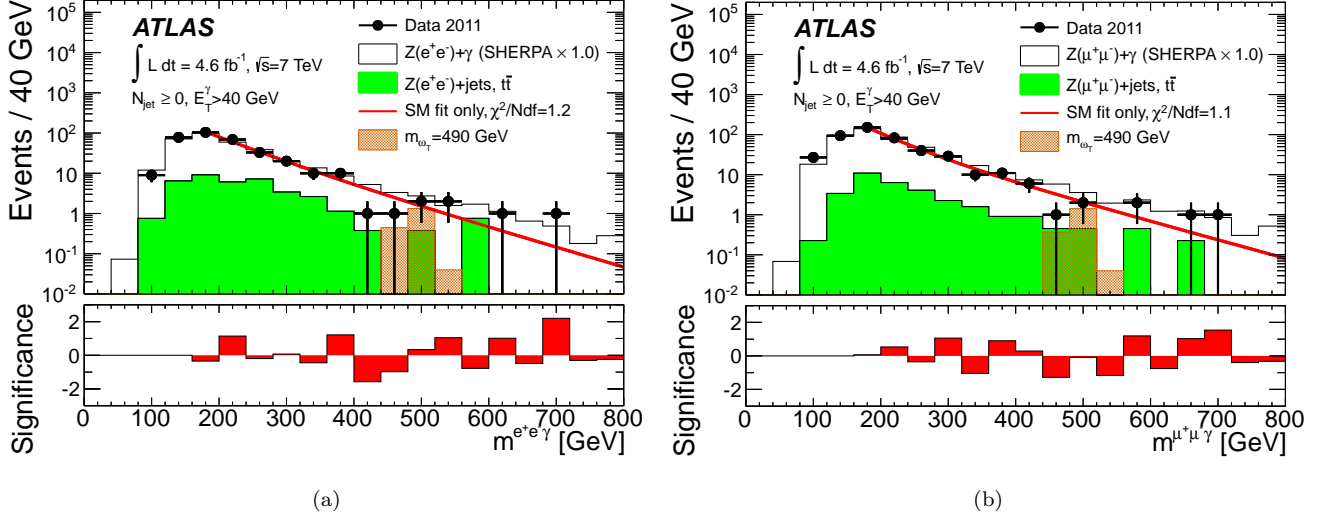 Events / 40 GeV
10⁵
10⁴
10³
10²
10
1
10⁻¹
10⁻²
ATLAS
∫ L dt = 4.6 fb⁻¹, √s=7 TeV
N_jet ≥ 0, E_T^γ>40 GeV
Data 2011
Z(e⁺e⁻)+γ (SHERPA × 1.0)
Z(e⁺e⁻)+jets, tt̄
SM fit only, χ²/Ndf=1.2
m_ω_T=490 GeV
Significance
2
0
-2
0 100 200 300 400 500 600 700 800
m^e⁺e⁻γ [GeV]
(a)
Events / 40 GeV
10⁵
10⁴
10³
10²
10
1
10⁻¹
10⁻²
ATLAS
∫ L dt = 4.6 fb⁻¹, √s=7 TeV
N_jet ≥ 0, E_T^γ>40 GeV
Data 2011
Z(μ⁺μ⁻)+γ (SHERPA × 1.0)
Z(μ⁺μ⁻)+jets, tt̄
SM fit only, χ²/Ndf=1.1
m_ω_T=490 GeV
Significance
2
0
-2
0 100 200 300 400 500 600 700 800
m^μ⁺μ⁻γ [GeV]
(b)